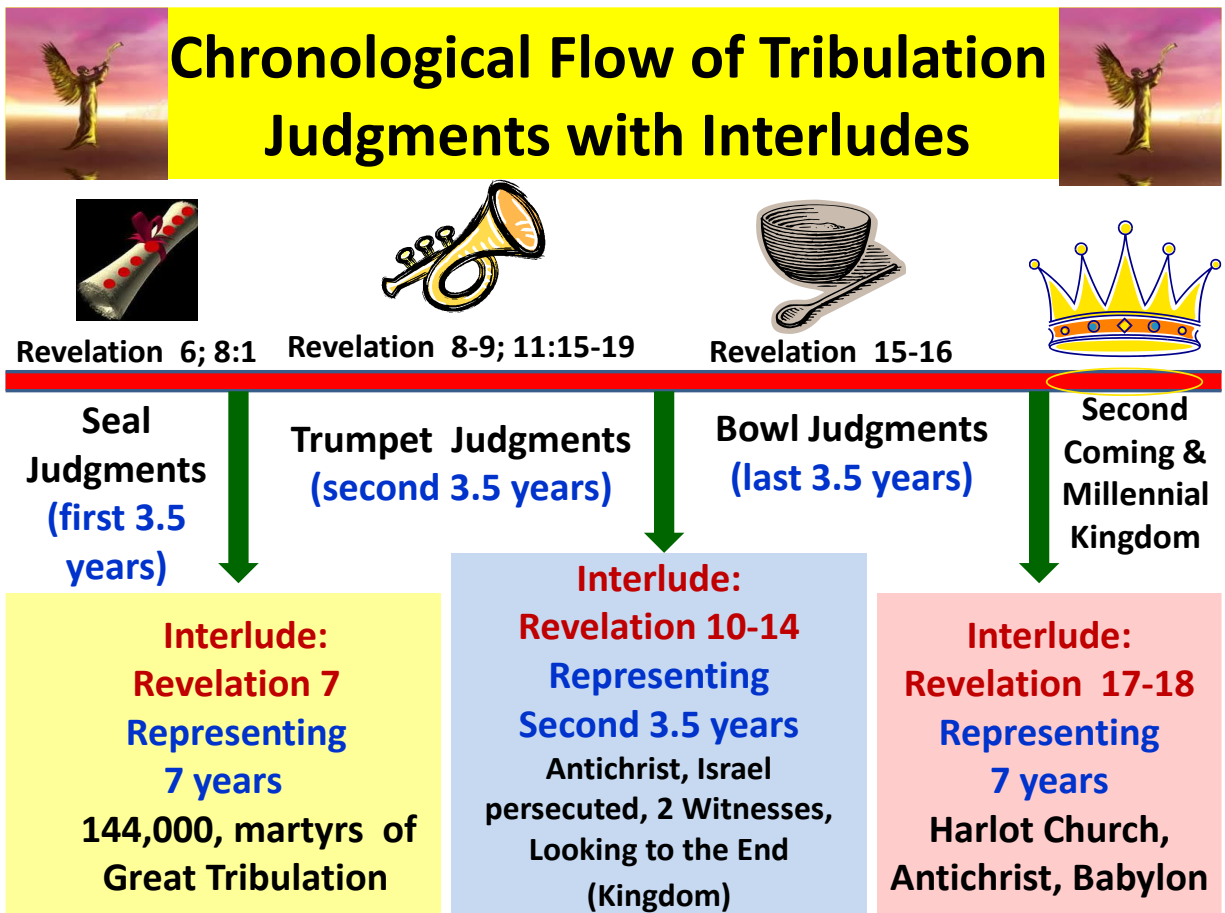 Chronological Flow of Tribulation
Judgments with Interludes
Revelation 6; 8:1
Revelation 8-9; 11:15-19
Revelation 15-16
Seal
Judgments
(first 3.5
years)
Trumpet Judgments
(second 3.5 years)
Bowl Judgments
(last 3.5 years)
Second
Coming &
Millennial
Kingdom
Interlude:
Revelation 7
Representing
7 years
144,000, martyrs of
Great Tribulation
Interlude:
Revelation 10-14
Representing
Second 3.5 years
Antichrist, Israel
persecuted, 2 Witnesses,
Looking to the End
(Kingdom)
Interlude:
Revelation 17-18
Representing
7 years
Harlot Church,
Antichrist, Babylon